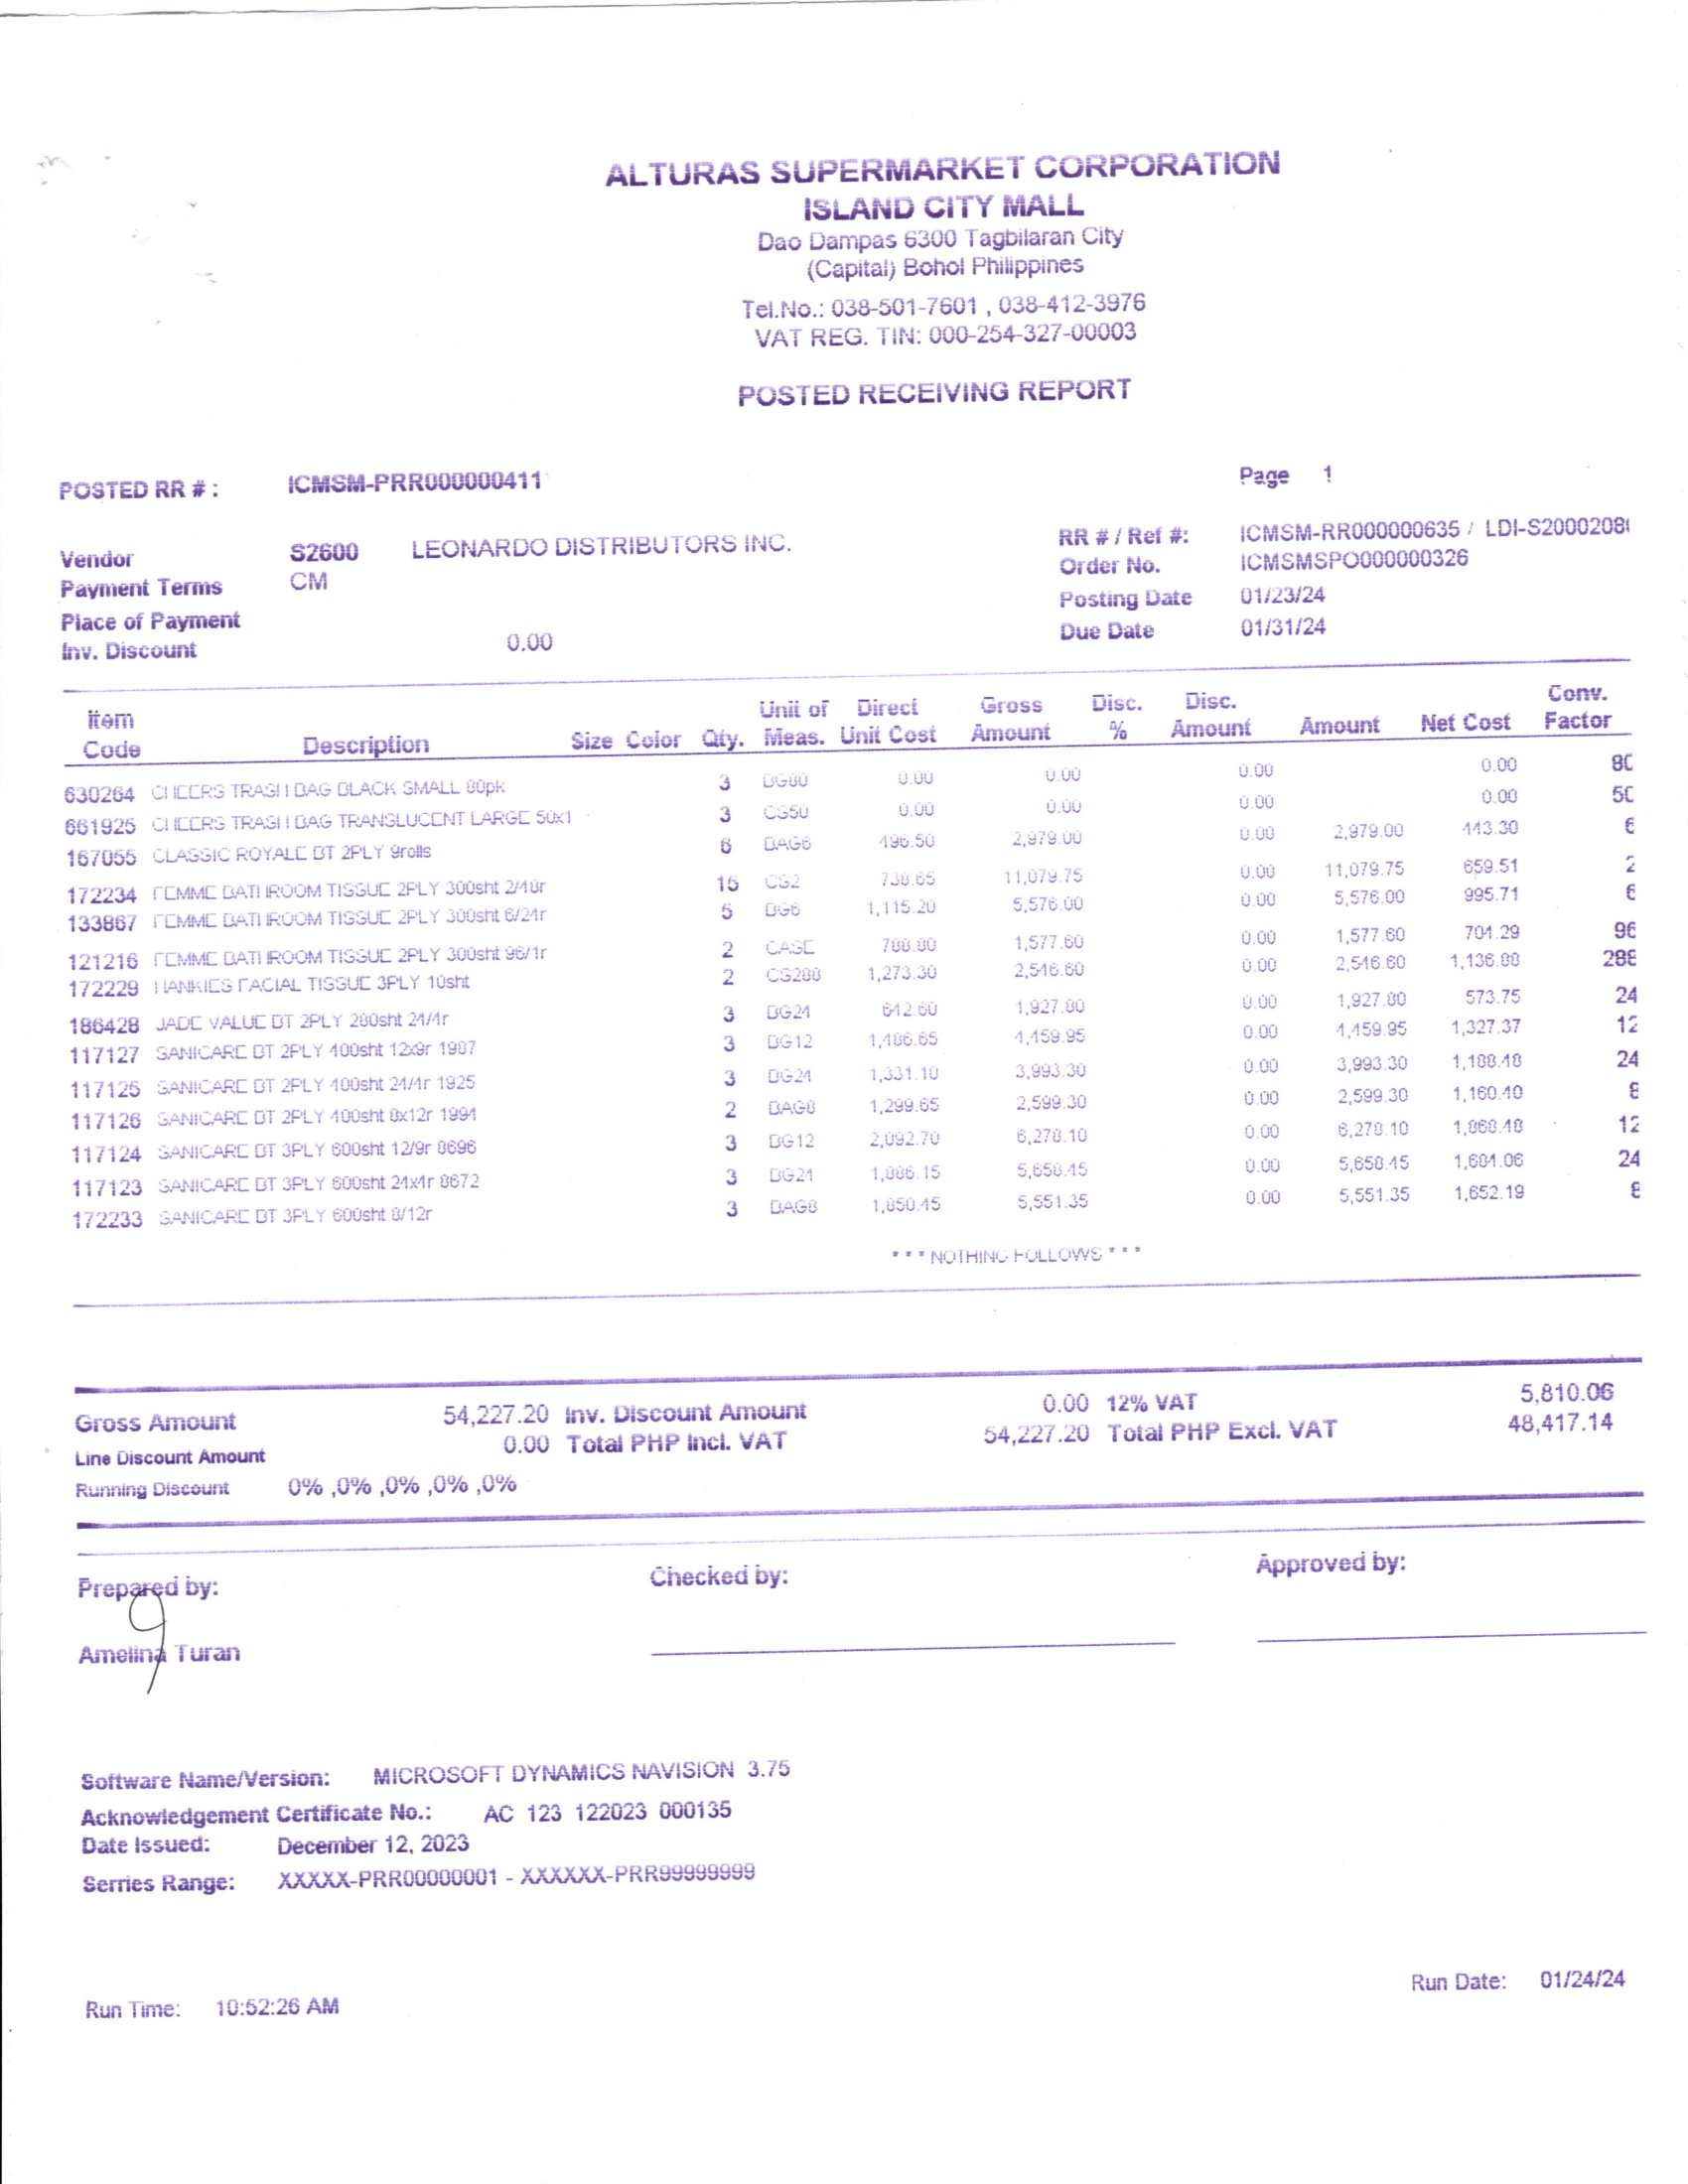 ALTURAS SUPERMARKET CORPORATION
ISLAND CITY MALL
Dao Dampas 6300 Tagbilaran City
(Capital) Bohol Philippines
Tel.No.: 038-501-7601 , 038-412-3976
VAT REG. TIN: 000-254-327-00003
POSTED RECEIVING REPORT
POSTED RR # : ICMSM-PRR000000411 Page 1
Vendor S2600 LEONARDO DISTRIBUTORS INC. RR # / Ref #: ICMSM-RR000000635 / LDI-S2000208
Payment Terms CM Order No. ICMSMSPO000000326
Place of Payment Posting Date 01/23/24
Inv. Discount 0.00 Due Date 01/31/24
Item Code Description Size Color Qty. Unit of Meas. Direct Unit Cost Gross Amount Disc. % Disc. Amount Amount Net Cost Conv. Factor
630264 CHEERS TRASH BAG BLACK SMALL 80pk 3 BG80 0.00 0.00 0.00 0.00 80
661925 CHEERS TRASH BAG TRANSLUCENT LARGE 50x1 3 CS50 0.00 0.00 0.00 0.00 50
167055 CLASSIC ROYALE BT 2PLY 9rolls 6 BAG6 496.50 2,979.00 0.00 2,979.00 443.30 6
172234 FEMME BATHROOM TISSUE 2PLY 300sht 2/48r 15 CS2 738.65 11,079.75 0.00 11,079.75 659.51 2
133867 FEMME BATHROOM TISSUE 2PLY 300sht 6/24r 5 BG6 1,115.20 5,576.00 0.00 5,576.00 995.71 6
121216 FEMME BATHROOM TISSUE 2PLY 300sht 96/1r 2 CASE 788.80 1,577.60 0.00 1,577.60 704.29 96
172229 HANKIES FACIAL TISSUE 3PLY 10sht 2 CS288 1,273.30 2,546.60 0.00 2,546.60 1,136.88 288
186428 JADE VALUE BT 2PLY 280sht 24/4r 3 BG24 642.60 1,927.80 0.00 1,927.80 573.75 24
117127 SANICARE BT 2PLY 400sht 12x9r 1987 3 BG12 1,486.65 4,459.95 0.00 4,459.95 1,327.37 12
117125 SANICARE BT 2PLY 400sht 24/4r 1925 3 BG24 1,331.10 3,993.30 0.00 3,993.30 1,188.48 24
117126 SANICARE BT 2PLY 400sht 8x12r 1994 2 BAG8 1,299.65 2,599.30 0.00 2,599.30 1,160.40 8
117124 SANICARE BT 3PLY 600sht 12/9r 8696 3 BG12 2,092.70 6,278.10 0.00 6,278.10 1,868.48 12
117123 SANICARE BT 3PLY 600sht 24x4r 8672 3 BG24 1,886.15 5,658.45 0.00 5,658.45 1,684.06 24
172233 SANICARE BT 3PLY 600sht 8/12r 3 BAG8 1,850.45 5,551.35 0.00 5,551.35 1,652.19 8
* * * NOTHING FOLLOWS * * *
Gross Amount 54,227.20 Inv. Discount Amount 0.00 12% VAT 5,810.06
Line Discount Amount 0.00 Total PHP Incl. VAT 54,227.20 Total PHP Excl. VAT 48,417.14
Running Discount 0% ,0% ,0% ,0% ,0%
Prepared by: Checked by: Approved by:
Amelina Turan
Software Name/Version: MICROSOFT DYNAMICS NAVISION 3.75
Acknowledgement Certificate No.: AC 123 122023 000135
Date Issued: December 12, 2023
Serries Range: XXXXX-PRR00000001 - XXXXXX-PRR99999999
Run Time: 10:52:26 AM Run Date: 01/24/24